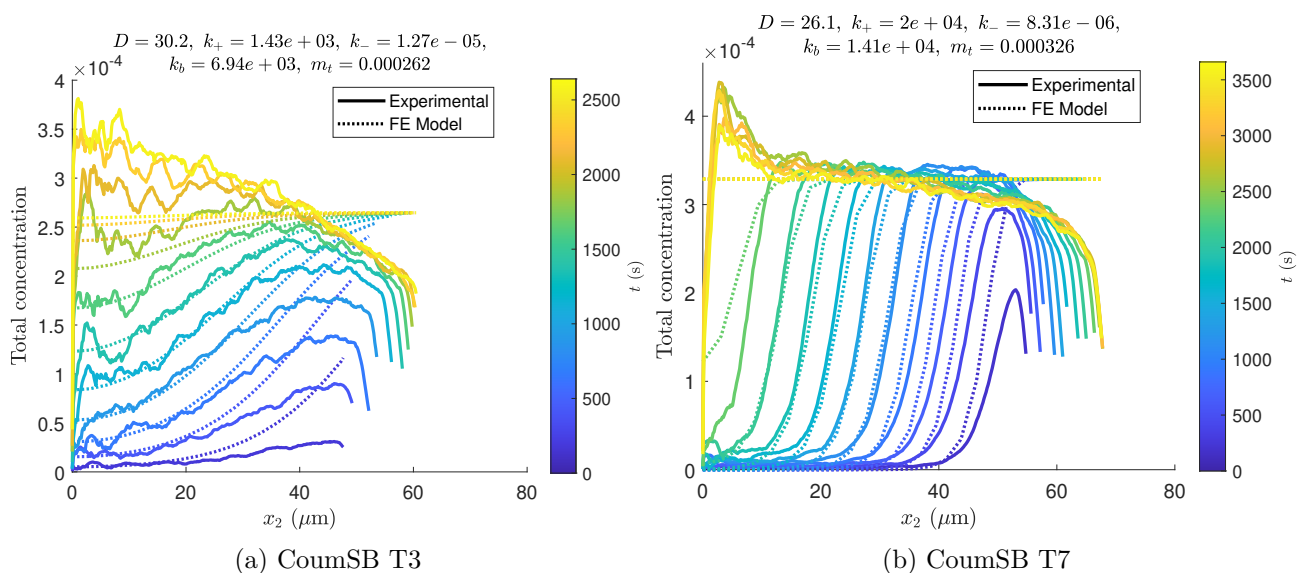 D = 30.2, k₊ = 1.43e + 03, k₋ = 1.27e − 05,
k_b = 6.94e + 03, m_t = 0.000262
×10⁻⁴
Experimental
FE Model
4
3.5
3
2.5
2
1.5
1
0.5
0
Total concentration
0 20 40 60 80
x₂ (μm)
2500
2000
1500
1000
500
0
t (s)
(a) CoumSB T3
D = 26.1, k₊ = 2e + 04, k₋ = 8.31e − 06,
k_b = 1.41e + 04, m_t = 0.000326
×10⁻⁴
Experimental
FE Model
4
3
2
1
0
Total concentration
0 20 40 60 80
x₂ (μm)
3500
3000
2500
2000
1500
1000
500
0
t (s)
(b) CoumSB T7